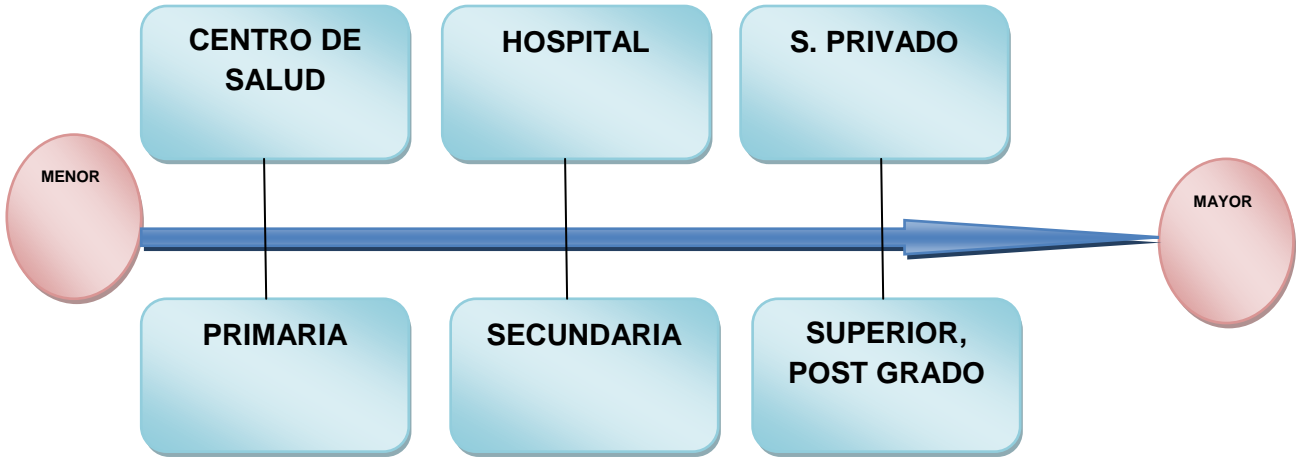 CENTRO DE
SALUD
HOSPITAL
S. PRIVADO
MENOR
MAYOR
PRIMARIA
SECUNDARIA
SUPERIOR,
POST GRADO